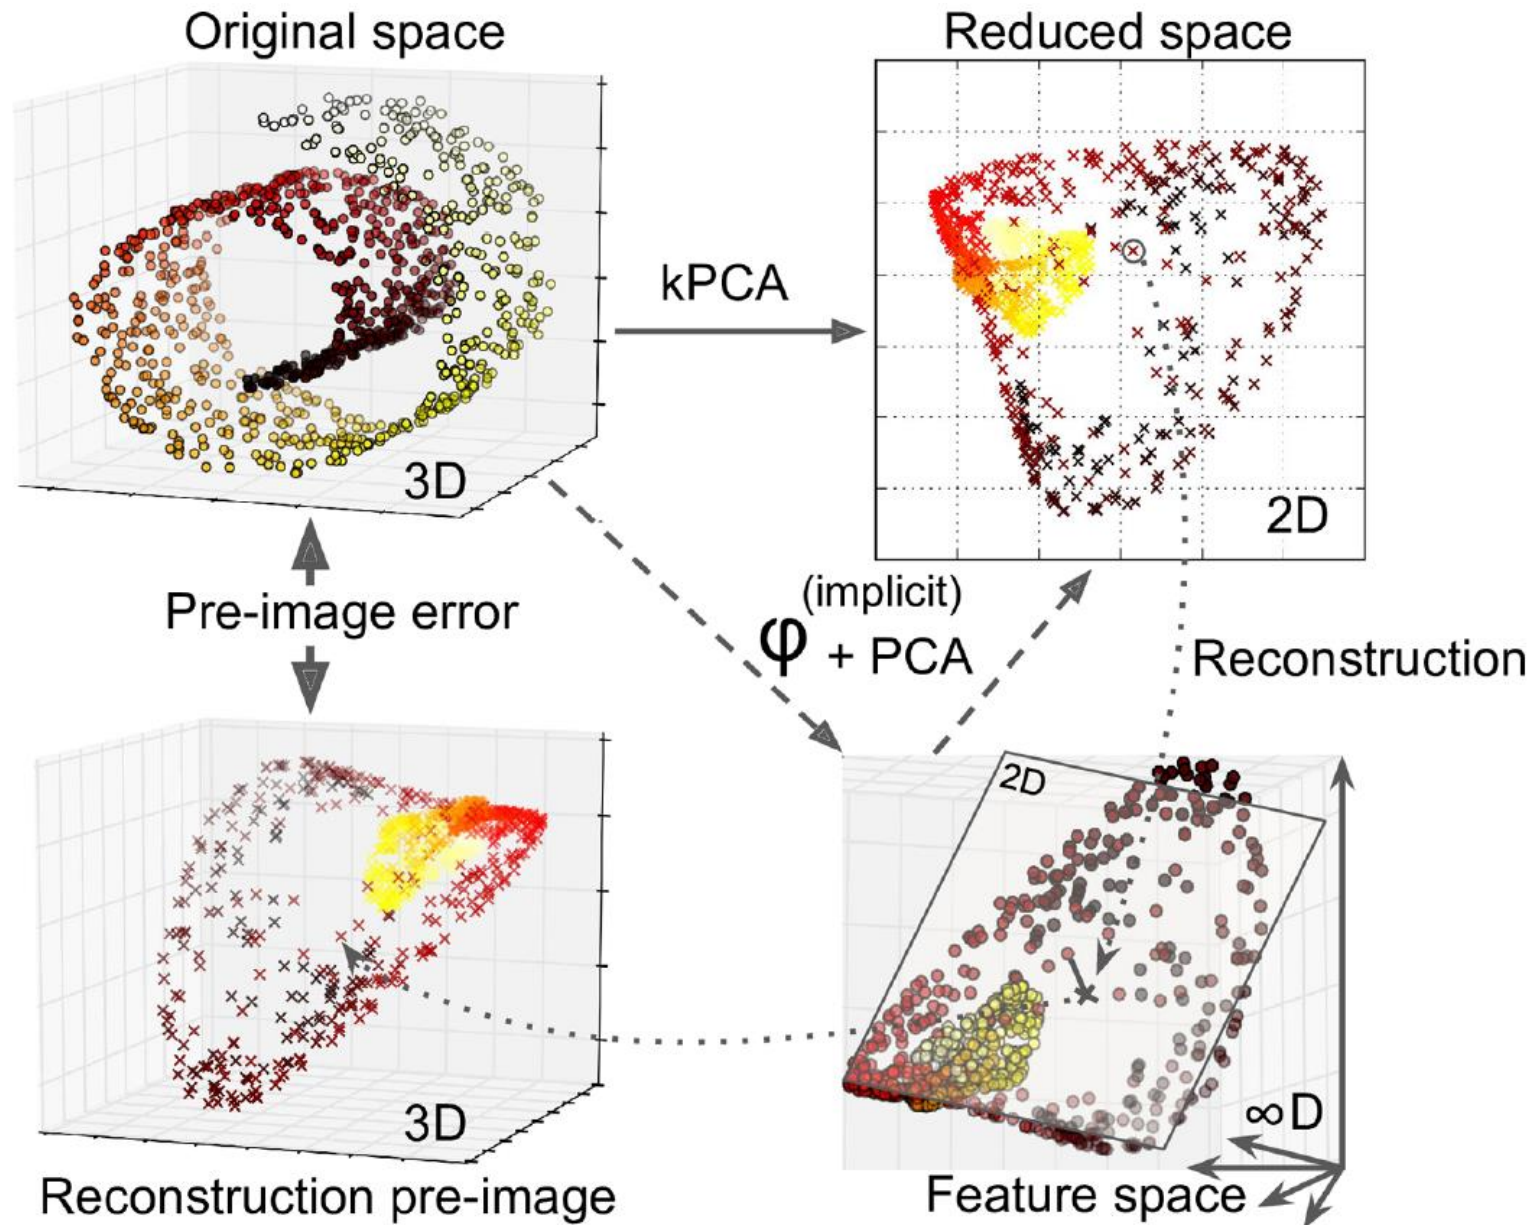 Original space
Reduced space
kPCA
3D
2D
Pre-image error
(implicit)
φ + PCA
Reconstruction
2D
3D
∞D
Reconstruction pre-image
Feature space